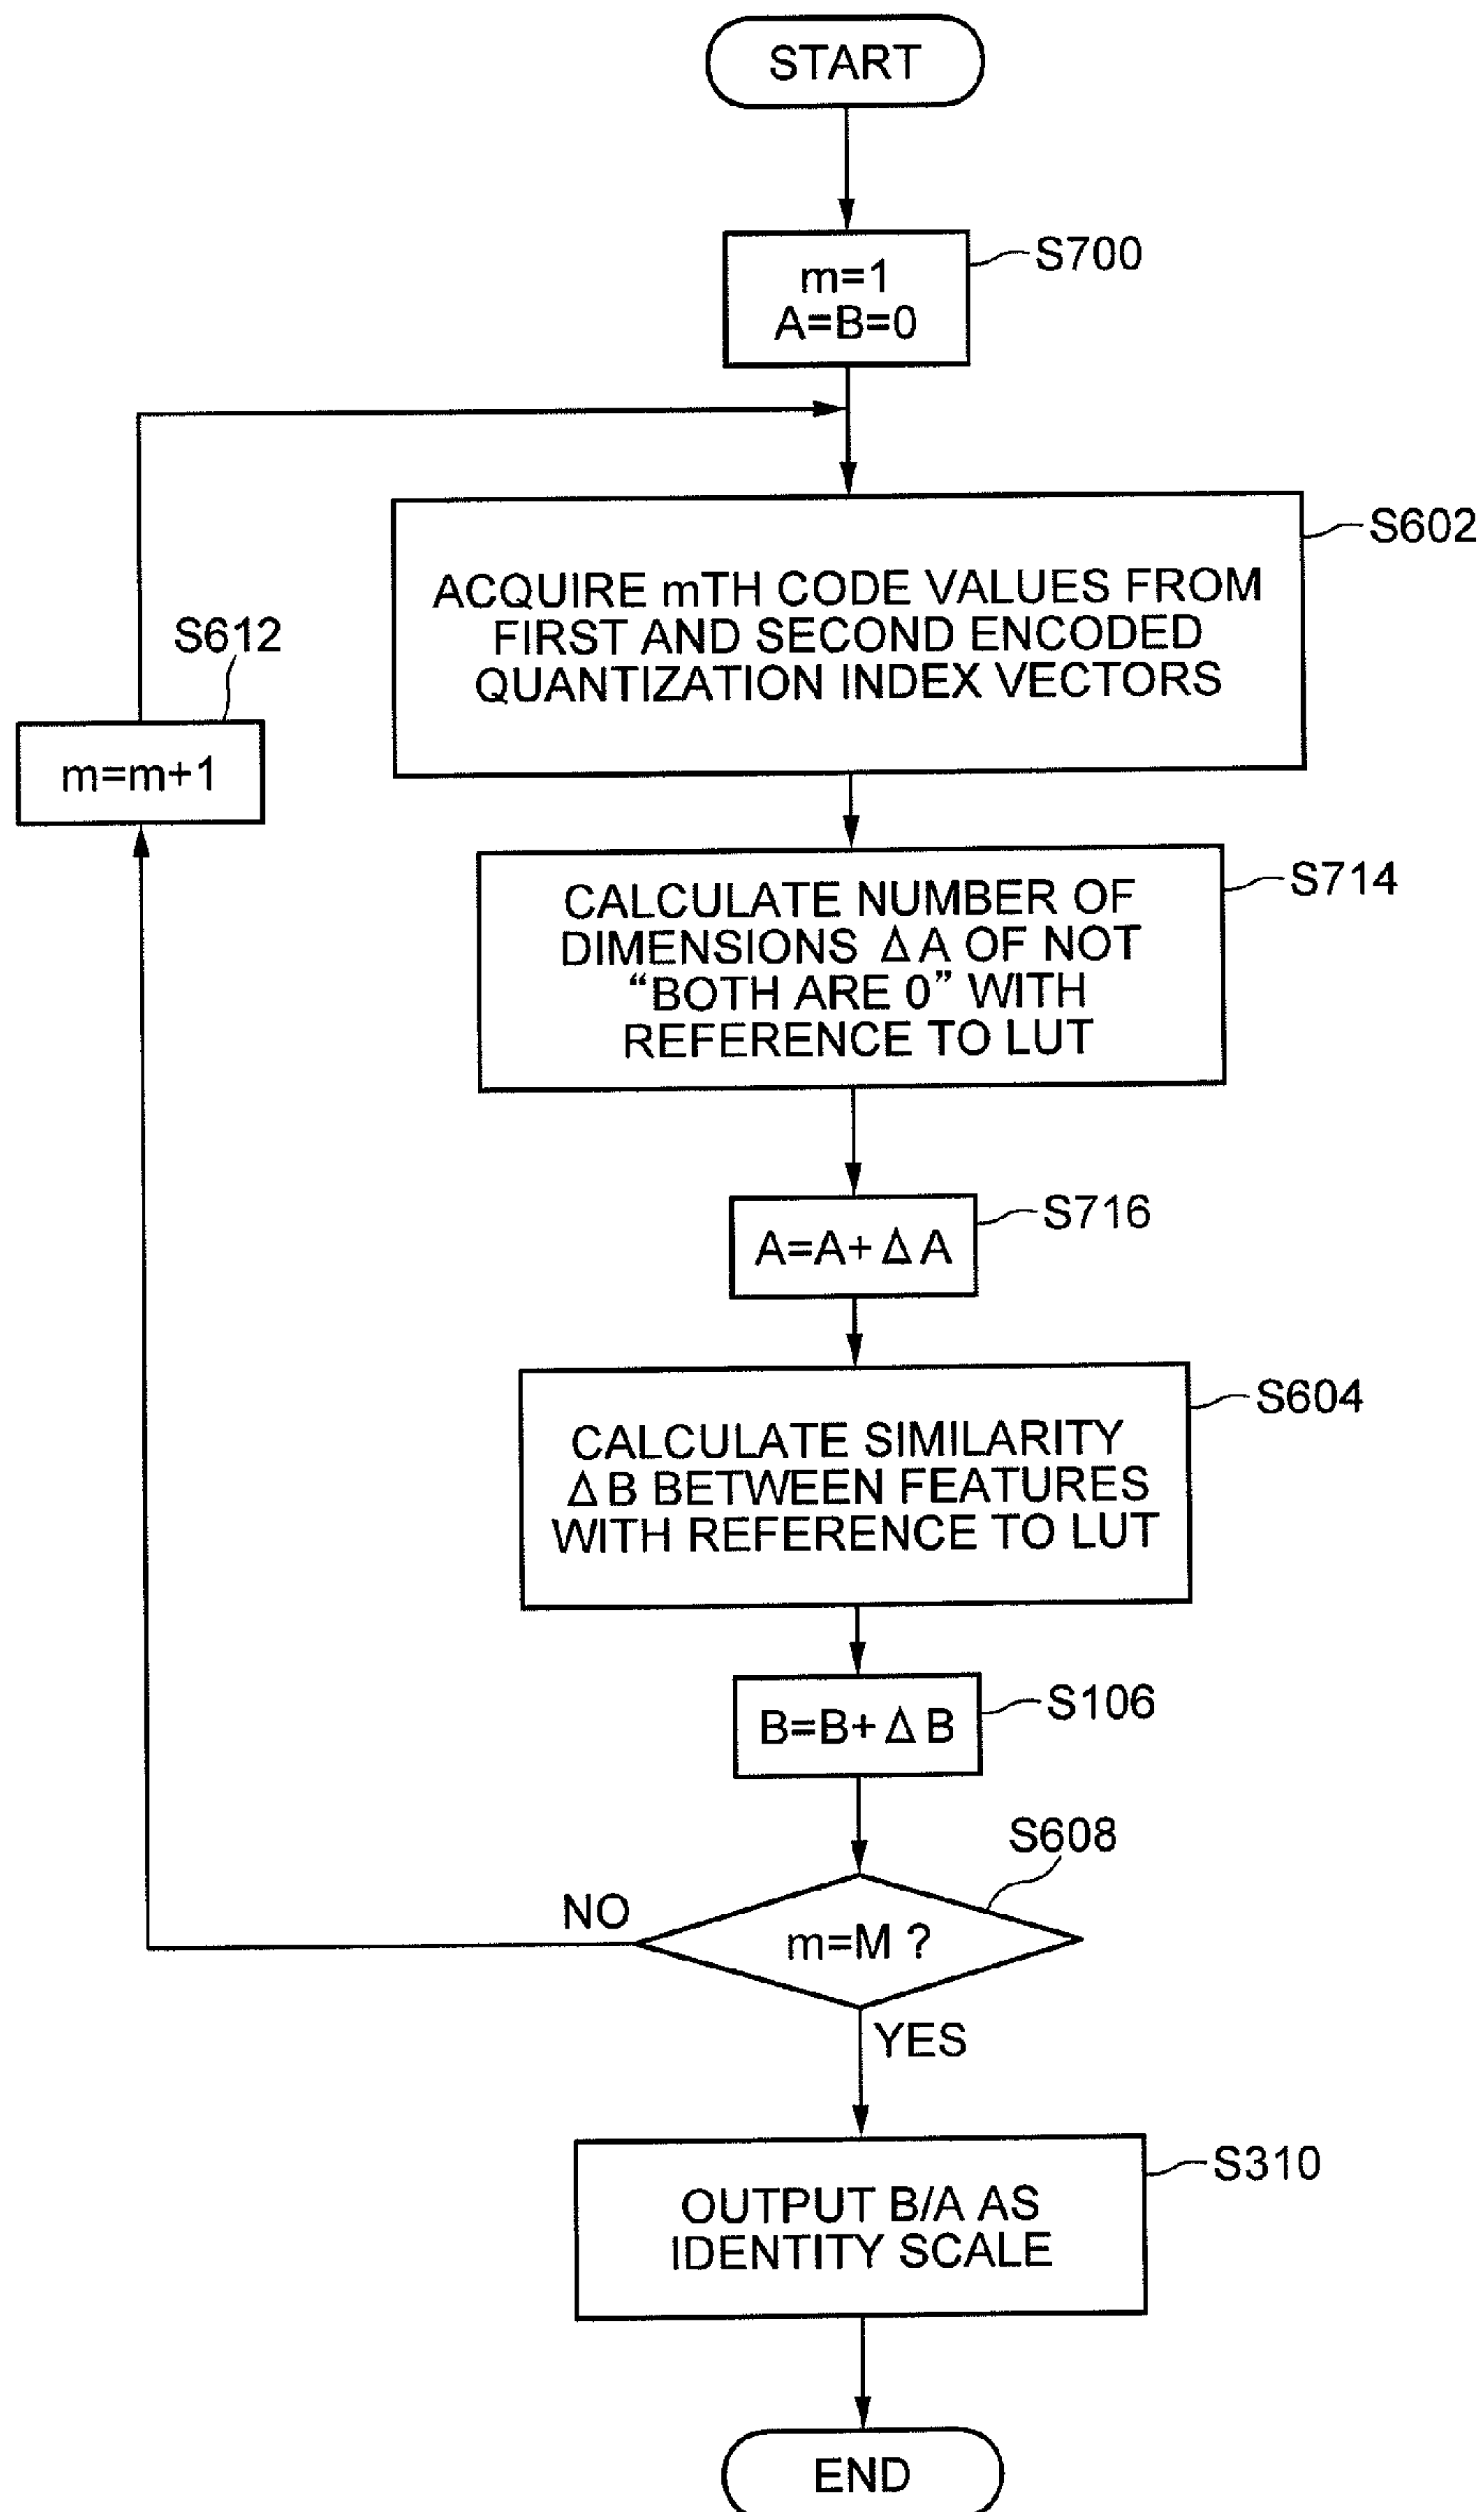 START
S700
m=1
A=B=0
S602
ACQUIRE mTH CODE VALUES FROM
FIRST AND SECOND ENCODED
QUANTIZATION INDEX VECTORS
S612
m=m+1
S714
CALCULATE NUMBER OF
DIMENSIONS ΔA OF NOT
“BOTH ARE 0” WITH
REFERENCE TO LUT
S716
A=A+ΔA
S604
CALCULATE SIMILARITY
ΔB BETWEEN FEATURES
WITH REFERENCE TO LUT
S106
B=B+ΔB
S608
NO
m=M ?
YES
S310
OUTPUT B/A AS
IDENTITY SCALE
END